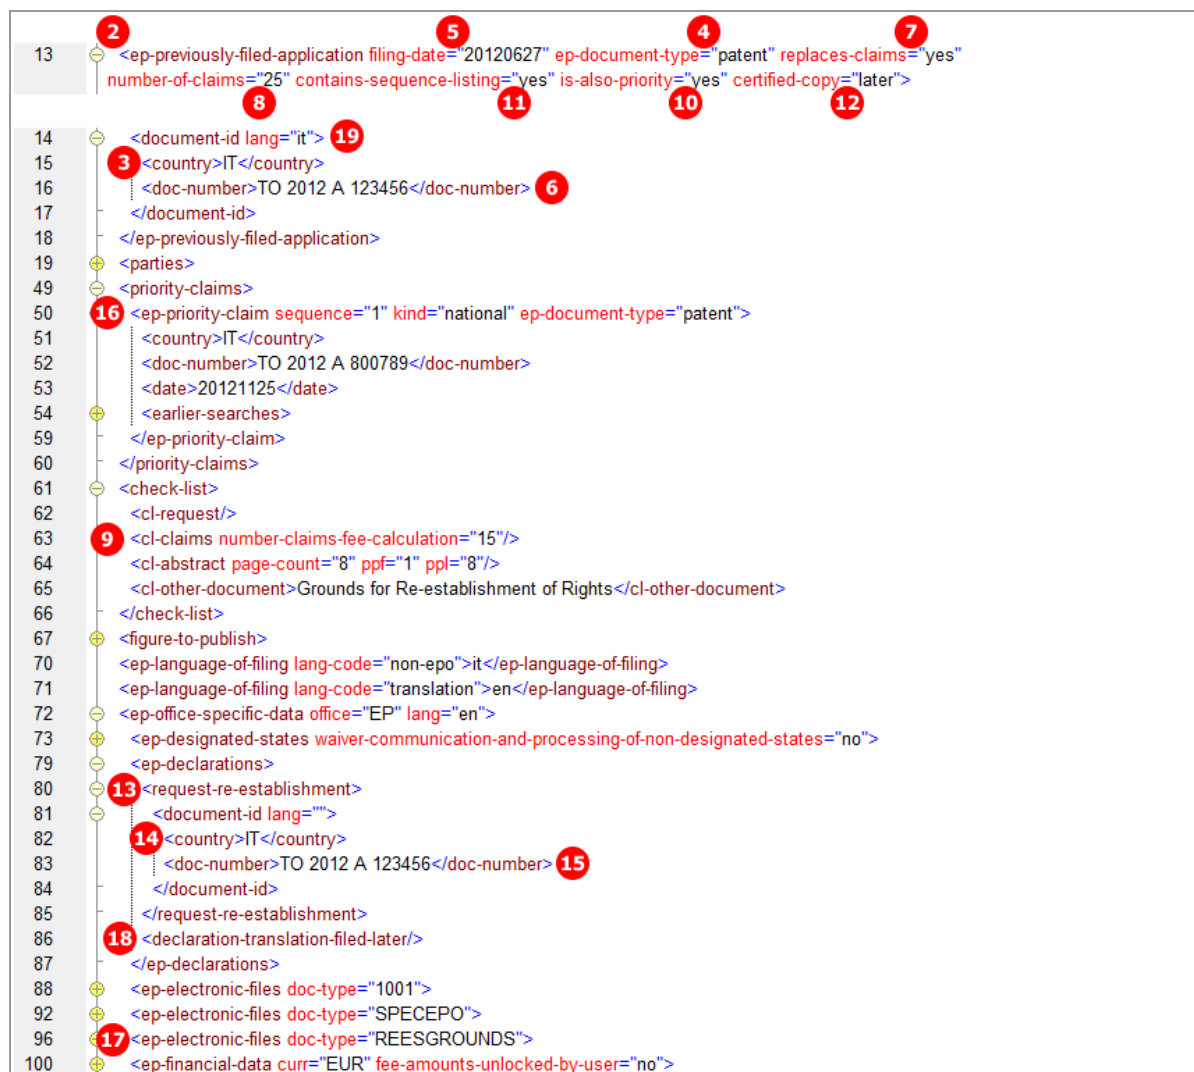 2 5 4 7
13 <ep-previously-filed-application filing-date="20120627" ep-document-type="patent" replaces-claims="yes"
number-of-claims="25" contains-sequence-listing="yes" is-also-priority="yes" certified-copy="later">
8 11 10 12
14 <document-id lang="it"> 19
15 3 <country>IT</country>
16 <doc-number>TO 2012 A 123456</doc-number> 6
17 </document-id>
18 </ep-previously-filed-application>
19 <parties>
49 <priority-claims>
50 16 <ep-priority-claim sequence="1" kind="national" ep-document-type="patent">
51 <country>IT</country>
52 <doc-number>TO 2012 A 800789</doc-number>
53 <date>20121125</date>
54 <earlier-searches>
59 </ep-priority-claim>
60 </priority-claims>
61 <check-list>
62 <cl-request/>
63 9 <cl-claims number-claims-fee-calculation="15"/>
64 <cl-abstract page-count="8" ppf="1" ppl="8"/>
65 <cl-other-document>Grounds for Re-establishment of Rights</cl-other-document>
66 </check-list>
67 <figure-to-publish>
70 <ep-language-of-filing lang-code="non-epo">it</ep-language-of-filing>
71 <ep-language-of-filing lang-code="translation">en</ep-language-of-filing>
72 <ep-office-specific-data office="EP" lang="en">
73 <ep-designated-states waiver-communication-and-processing-of-non-designated-states="no">
79 <ep-declarations>
80 13 <request-re-establishment>
81 <document-id lang="">
82 14 <country>IT</country>
83 <doc-number>TO 2012 A 123456</doc-number> 15
84 </document-id>
85 </request-re-establishment>
86 18 <declaration-translation-filed-later/>
87 </ep-declarations>
88 <ep-electronic-files doc-type="1001">
92 <ep-electronic-files doc-type="SPECEPO">
96 17 <ep-electronic-files doc-type="REESGROUNDS">
100 <ep-financial-data curr="EUR" fee-amounts-unlocked-by-user="no">